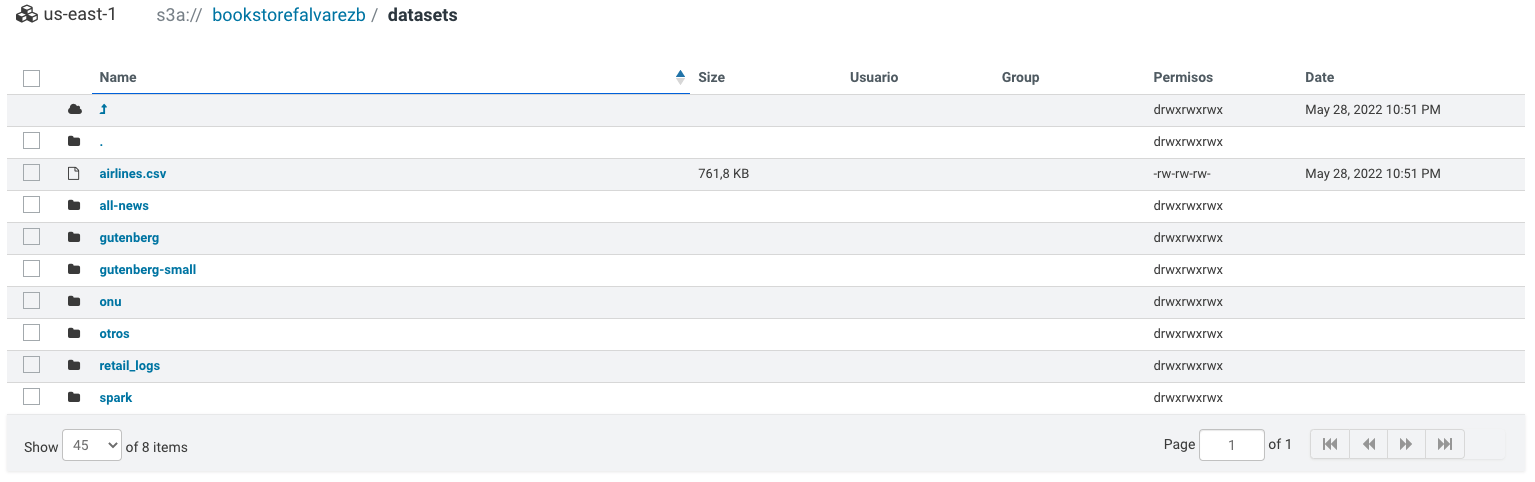 us-east-1 s3a:// bookstorefalvarezb / datasets
Name Size Usuario Group Permisos Date
drwxrwxrwx May 28, 2022 10:51 PM
. drwxrwxrwx
airlines.csv 761,8 KB -rw-rw-rw- May 28, 2022 10:51 PM
all-news drwxrwxrwx
gutenberg drwxrwxrwx
gutenberg-small drwxrwxrwx
onu drwxrwxrwx
otros drwxrwxrwx
retail_logs drwxrwxrwx
spark drwxrwxrwx
Show 45 of 8 items Page 1 of 1